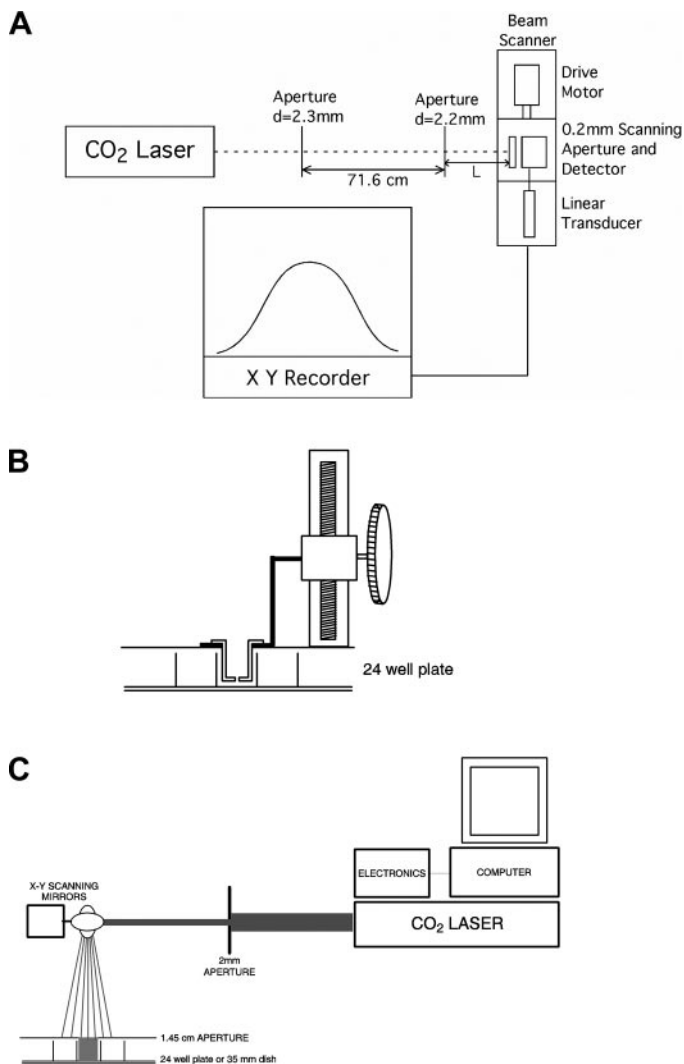 A
Beam
Scanner
Drive
Motor
Aperture
d=2.3mm
Aperture
d=2.2mm
0.2mm Scanning
Aperture and
Detector
CO₂ Laser
71.6 cm
L
Linear
Transducer
X Y Recorder
B
24 well plate
C
ELECTRONICS
COMPUTER
X-Y SCANNING
MIRRORS
CO₂ LASER
2mm
APERTURE
1.45 cm APERTURE
24 well plate or 35 mm dish